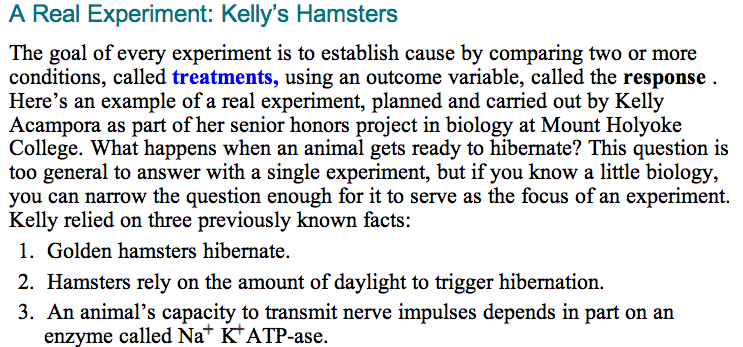 A Real Experiment: Kelly’s Hamsters
The goal of every experiment is to establish cause by comparing two or more
conditions, called treatments, using an outcome variable, called the response .
Here’s an example of a real experiment, planned and carried out by Kelly
Acampora as part of her senior honors project in biology at Mount Holyoke
College. What happens when an animal gets ready to hibernate? This question is
too general to answer with a single experiment, but if you know a little biology,
you can narrow the question enough for it to serve as the focus of an experiment.
Kelly relied on three previously known facts:
1. Golden hamsters hibernate.
2. Hamsters rely on the amount of daylight to trigger hibernation.
3. An animal’s capacity to transmit nerve impulses depends in part on an
enzyme called Na⁺ K⁺ATP-ase.